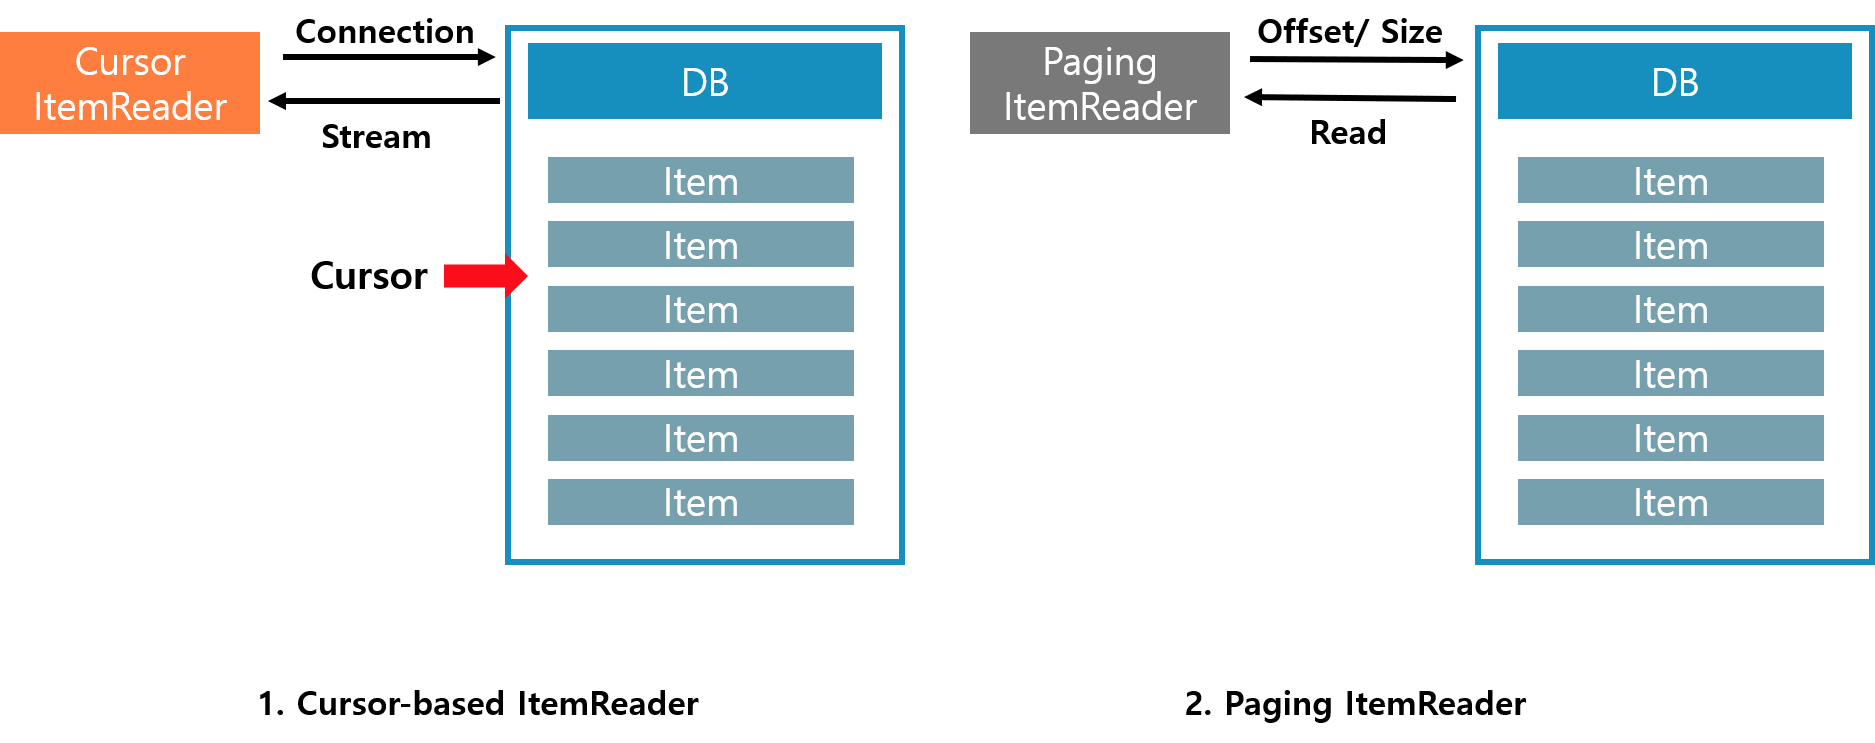 Cursor
ItemReader
Connection
Stream
DB
Item
Item
Cursor
Item
Item
Item
Item
1. Cursor-based ItemReader
Paging
ItemReader
Offset/ Size
Read
DB
Item
Item
Item
Item
Item
Item
2. Paging ItemReader